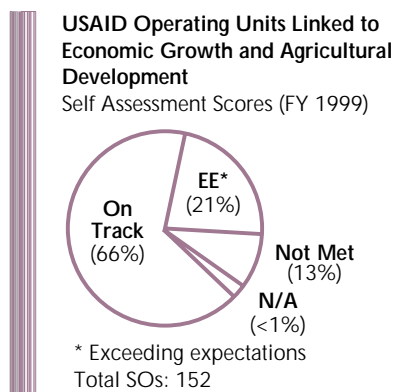 USAID Operating Units Linked to
Economic Growth and Agricultural
Development
Self Assessment Scores (FY 1999)
EE*
(21%)
On
Track
(66%)
Not Met
(13%)
N/A
(<1%)
* Exceeding expectations
Total SOs: 152